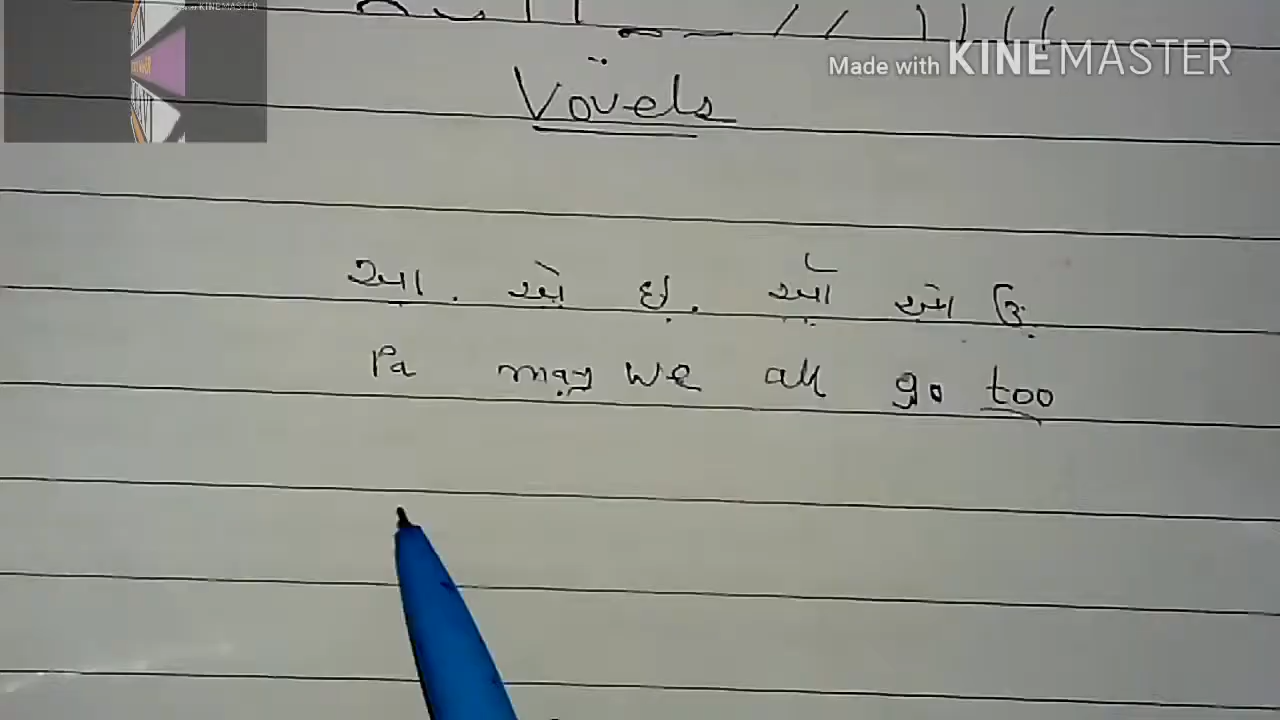 Made with KINEMASTER
Vowels
આ. એ ઇ. ઑ ઓ ઉ
Pa may we all go too